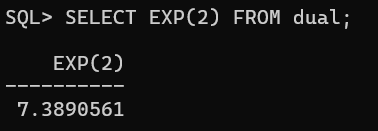 SQL> SELECT EXP(2) FROM dual;
EXP(2)
----------
7.3890561